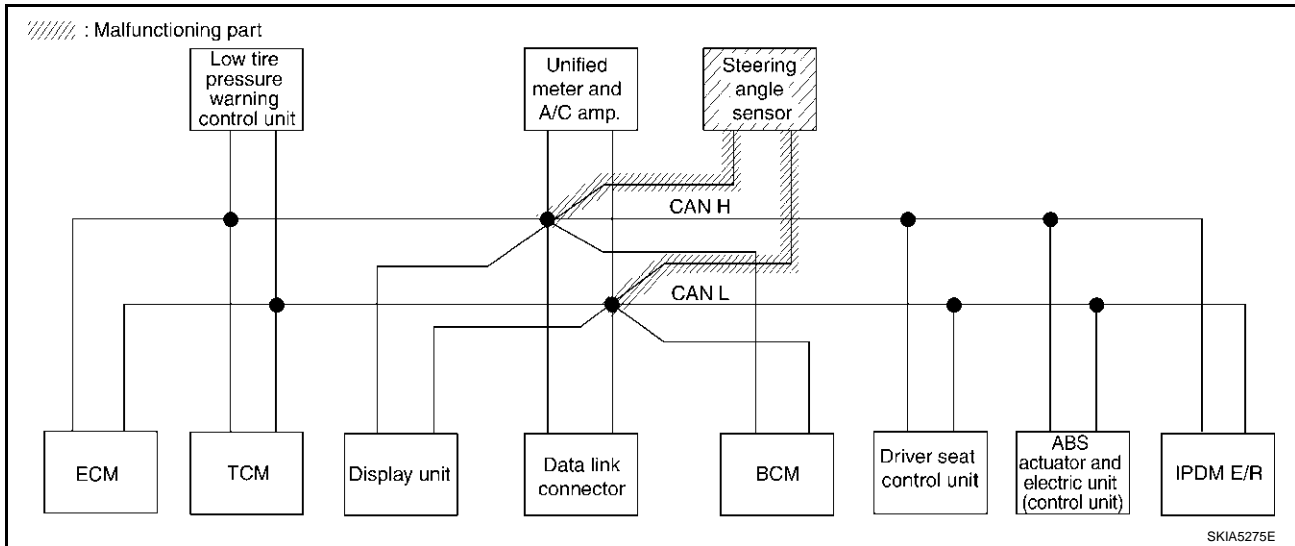 : Malfunctioning part
Low tire
pressure
warning
control unit
Unified
meter and
A/C amp.
Steering
angle
sensor
CAN H
CAN L
ECM
TCM
Display unit
Data link
connector
BCM
Driver seat
control unit
ABS
actuator and
electric unit
(control unit)
IPDM E/R
SKIA5275E